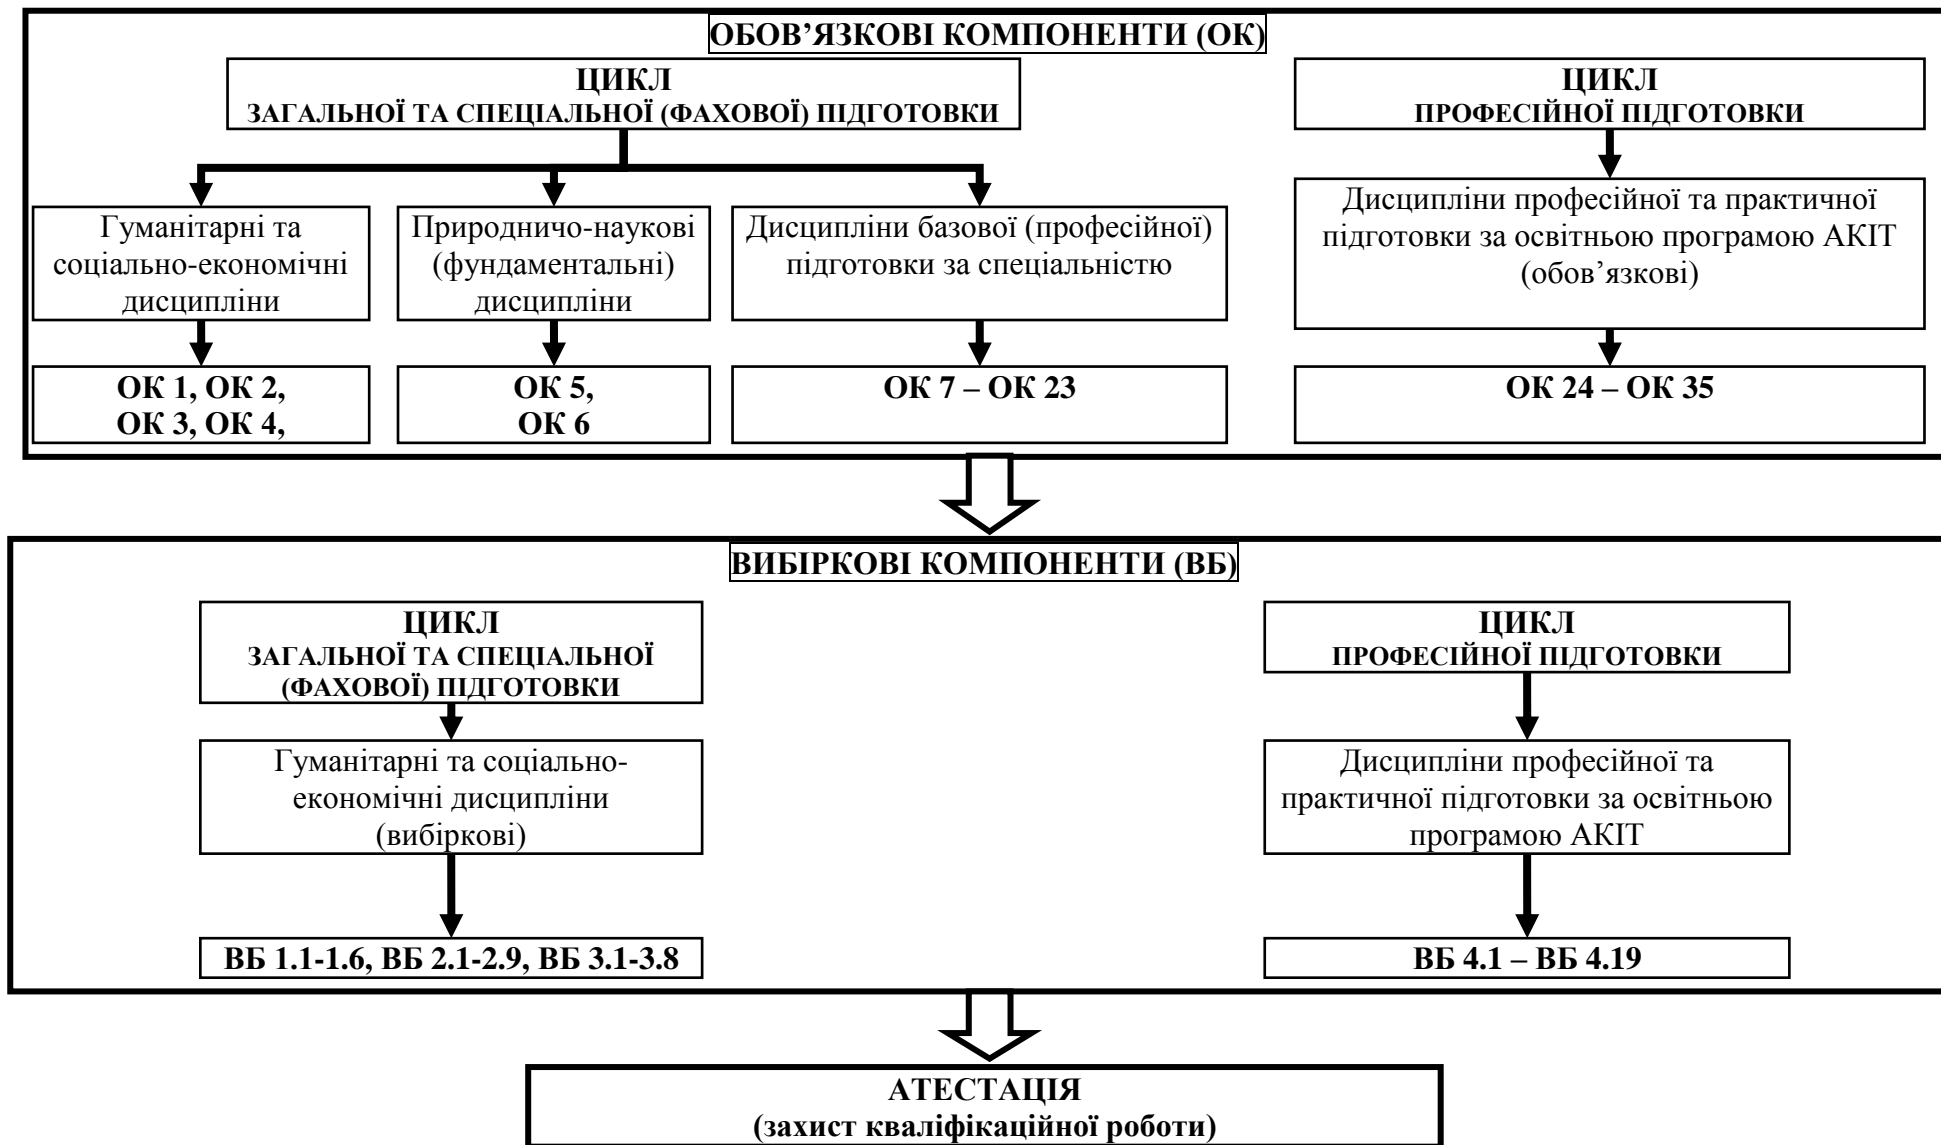 ОБОВ’ЯЗКОВІ КОМПОНЕНТИ (ОК)
ЦИКЛ
ЗАГАЛЬНОЇ ТА СПЕЦІАЛЬНОЇ (ФАХОВОЇ) ПІДГОТОВКИ
ЦИКЛ
ПРОФЕСІЙНОЇ ПІДГОТОВКИ
Гуманітарні та
соціально-економічні
дисципліни
Природничо-наукові
(фундаментальні)
дисципліни
Дисципліни базової (професійної)
підготовки за спеціальністю
Дисципліни професійної та практичної
підготовки за освітньою програмою АКІТ
(обов’язкові)
ОК 1, ОК 2,
ОК 3, ОК 4,
ОК 5,
ОК 6
ОК 7 – ОК 23
ОК 24 – ОК 35
ВИБІРКОВІ КОМПОНЕНТИ (ВБ)
ЦИКЛ
ЗАГАЛЬНОЇ ТА СПЕЦІАЛЬНОЇ
(ФАХОВОЇ) ПІДГОТОВКИ
ЦИКЛ
ПРОФЕСІЙНОЇ ПІДГОТОВКИ
Гуманітарні та соціально-
економічні дисципліни
(вибіркові)
Дисципліни професійної та
практичної підготовки за освітньою
програмою АКІТ
ВБ 1.1-1.6, ВБ 2.1-2.9, ВБ 3.1-3.8
ВБ 4.1 – ВБ 4.19
АТЕСТАЦІЯ
(захист кваліфікаційної роботи)